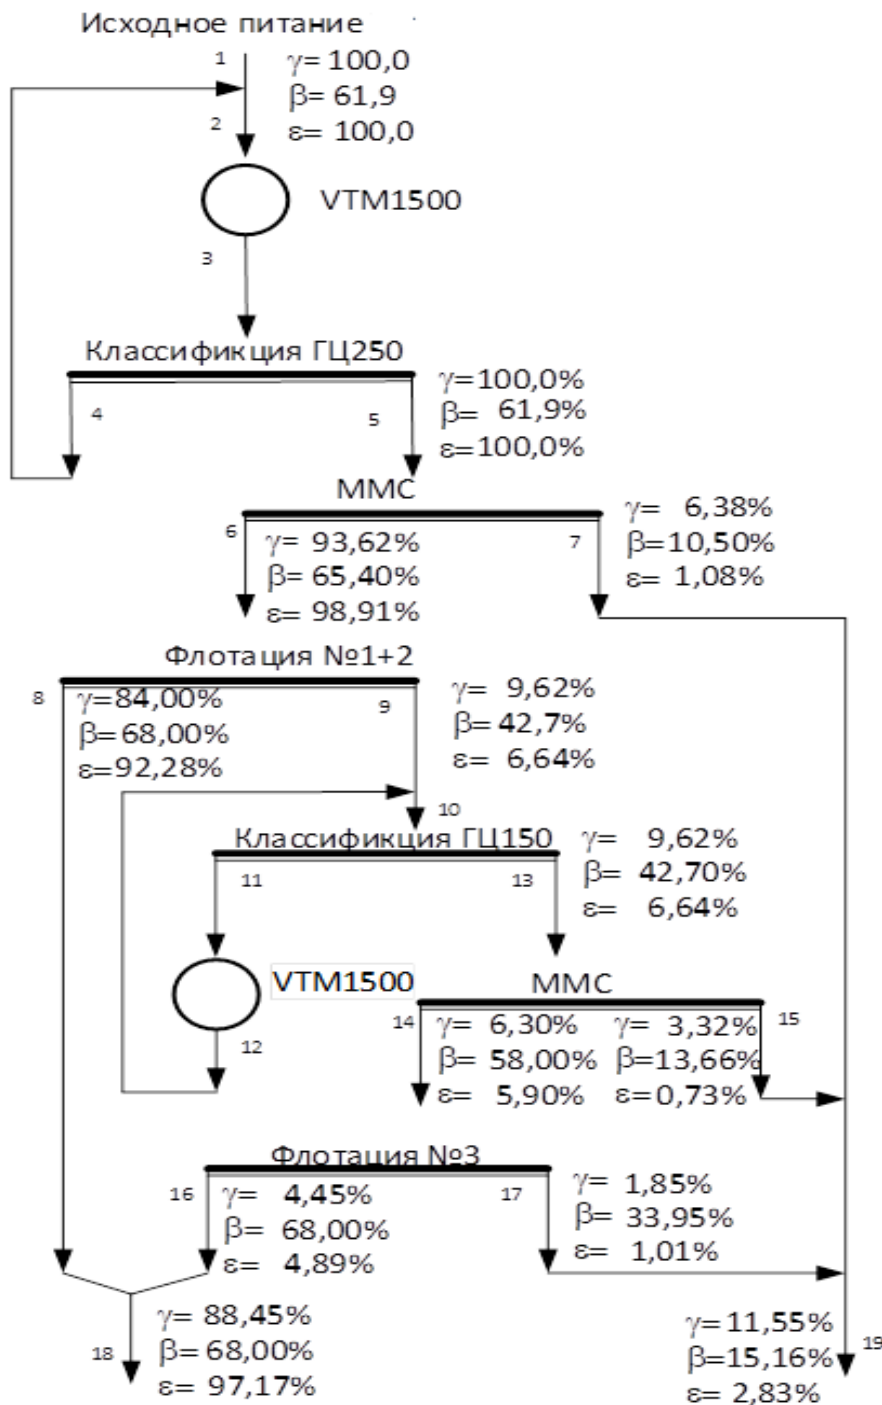 Исходное питание
1
γ= 100,0
β= 61,9
2
ε= 100,0
VTM1500
3
Классификция ГЦ250
γ=100,0%
4
5
β= 61,9%
ε=100,0%
ММС
γ= 6,38%
6
γ= 93,62%
7
β=10,50%
β= 65,40%
ε= 1,08%
ε= 98,91%
Флотация №1+2
8
γ=84,00%
9
γ= 9,62%
β=68,00%
β= 42,7%
ε=92,28%
ε= 6,64%
10
Классификция ГЦ150
γ= 9,62%
11
13
β= 42,70%
ε= 6,64%
VTM1500
ММС
12
14
γ= 6,30%
γ= 3,32%
15
β= 58,00%
β=13,66%
ε= 5,90%
ε=0,73%
Флотация №3
16
γ= 4,45%
17
γ= 1,85%
β= 68,00%
β= 33,95%
ε= 4,89%
ε= 1,01%
γ= 88,45%
γ=11,55%
18
β= 68,00%
β=15,16%
19
ε= 97,17%
ε= 2,83%